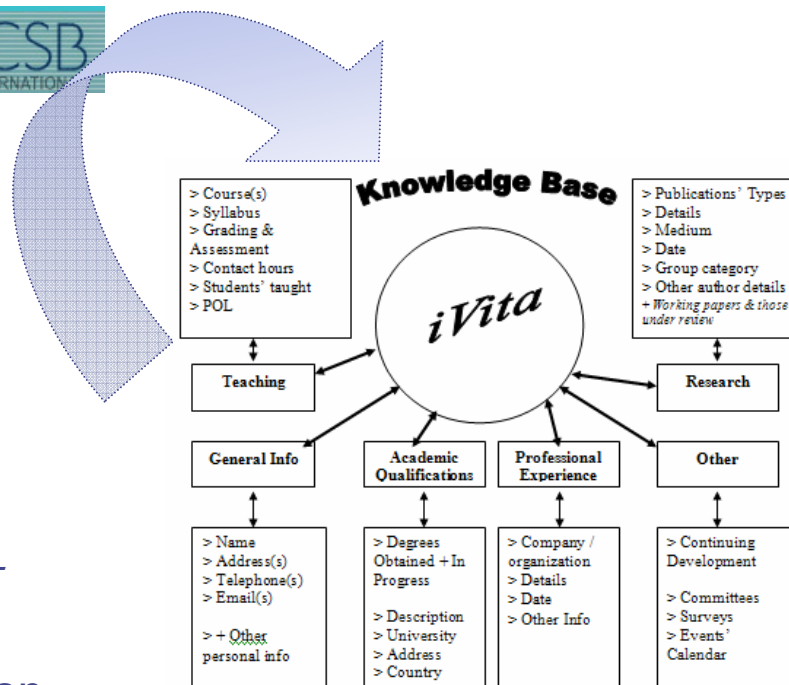 CSB
ERNATION
Knowledge Base
iVita
> Course(s)
> Syllabus
> Grading &
Assessment
> Contact hours
> Students’ taught
> POL
> Publications’ Types
> Details
> Medium
> Date
> Group category
> Other author details
+ Working papers & those
under review
Teaching
Research
General Info
Academic
Qualifications
Professional
Experience
Other
> Name
> Address(s)
> Telephone(s)
> Email(s)
> + Other
personal info
> Degrees
Obtained + In
Progress
> Description
> University
> Address
> Country
> Company /
organization
> Details
> Date
> Other Info
> Continuing
Development
> Committees
> Surveys
> Events’
Calendar